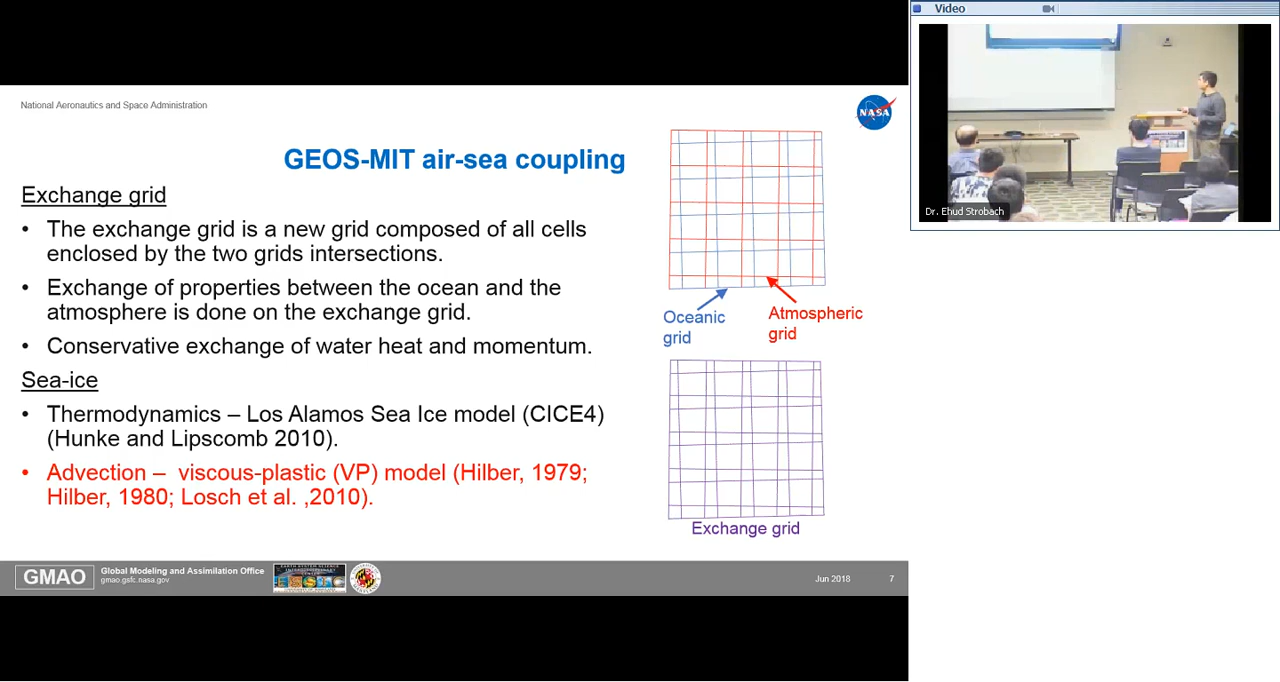 Video
National Aeronautics and Space Administration
NASA
GEOS-MIT air-sea coupling
Exchange grid
• The exchange grid is a new grid composed of all cells
enclosed by the two grids intersections.
• Exchange of properties between the ocean and the
atmosphere is done on the exchange grid.
• Conservative exchange of water heat and momentum.
Sea-ice
• Thermodynamics – Los Alamos Sea Ice model (CICE4)
(Hunke and Lipscomb 2010).
• Advection – viscous-plastic (VP) model (Hilber, 1979;
Hilber, 1980; Losch et al. ,2010).
Oceanic
grid
Atmospheric
grid
Exchange grid
Dr. Ehud Strobach
GMAO
Global Modeling and Assimilation Office
gmao.gsfc.nasa.gov
ESSIC
Jun 2018
7